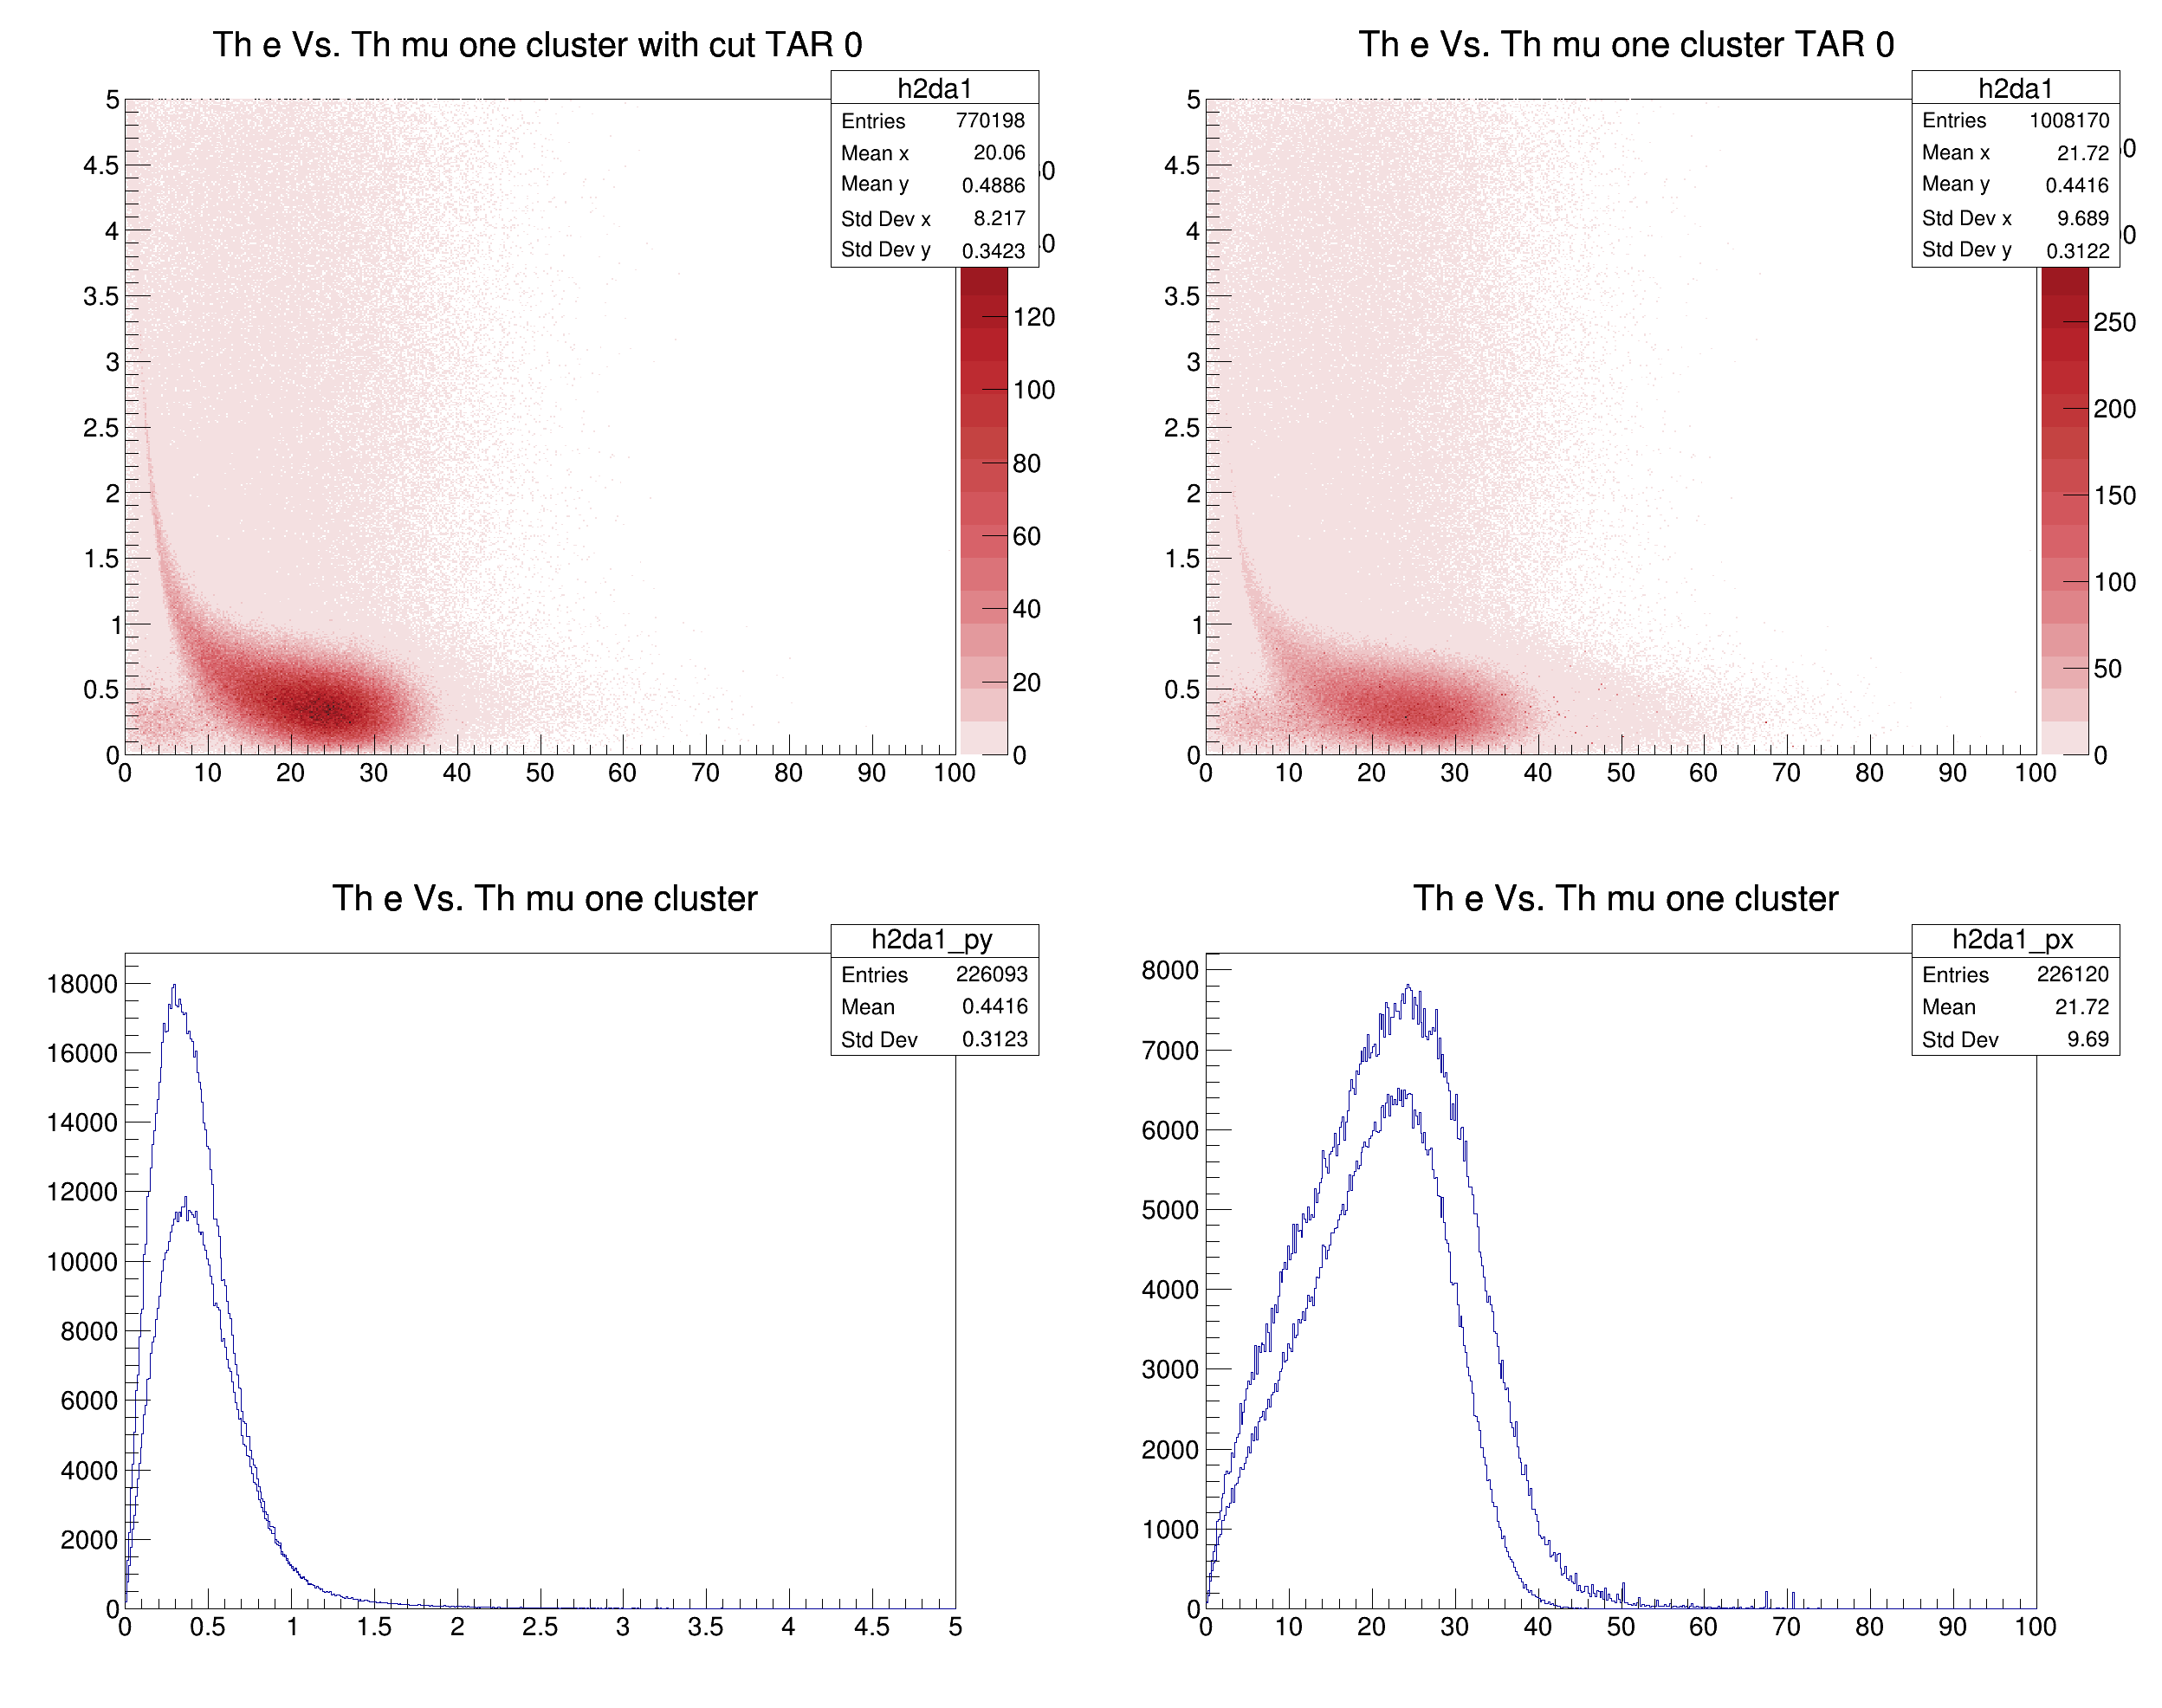 Th e Vs. Th mu one cluster with cut TAR 0
h2da1
Entries 770198
Mean x 20.06
Mean y 0.4886
Std Dev x 8.217
Std Dev y 0.3423
5
4.5
4
3.5
3
2.5
2
1.5
1
0.5
0
0 10 20 30 40 50 60 70 80 90 100
120
100
80
60
40
20
0
Th e Vs. Th mu one cluster TAR 0
h2da1
Entries 1008170
Mean x 21.72
Mean y 0.4416
Std Dev x 9.689
Std Dev y 0.3122
5
4.5
4
3.5
3
2.5
2
1.5
1
0.5
0
0 10 20 30 40 50 60 70 80 90 100
250
200
150
100
50
0
Th e Vs. Th mu one cluster
h2da1_py
Entries 226093
Mean 0.4416
Std Dev 0.3123
18000
16000
14000
12000
10000
8000
6000
4000
2000
0
0 0.5 1 1.5 2 2.5 3 3.5 4 4.5 5
Th e Vs. Th mu one cluster
h2da1_px
Entries 226120
Mean 21.72
Std Dev 9.69
8000
7000
6000
5000
4000
3000
2000
1000
0
0 10 20 30 40 50 60 70 80 90 100